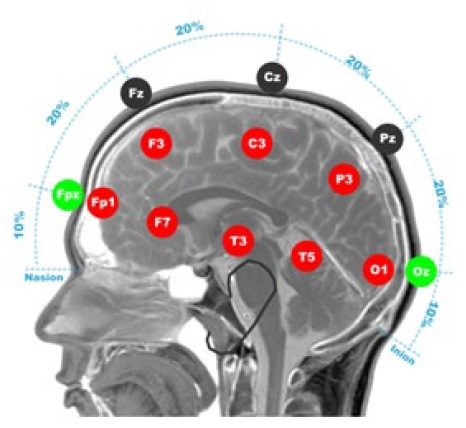 20%
20%
Cz
Fz
20%
Pz
F3
C3
P3
20%
Fpz
Fp1
F7
10%
T3
T5
O1
Oz
Nasion
10%
Inion